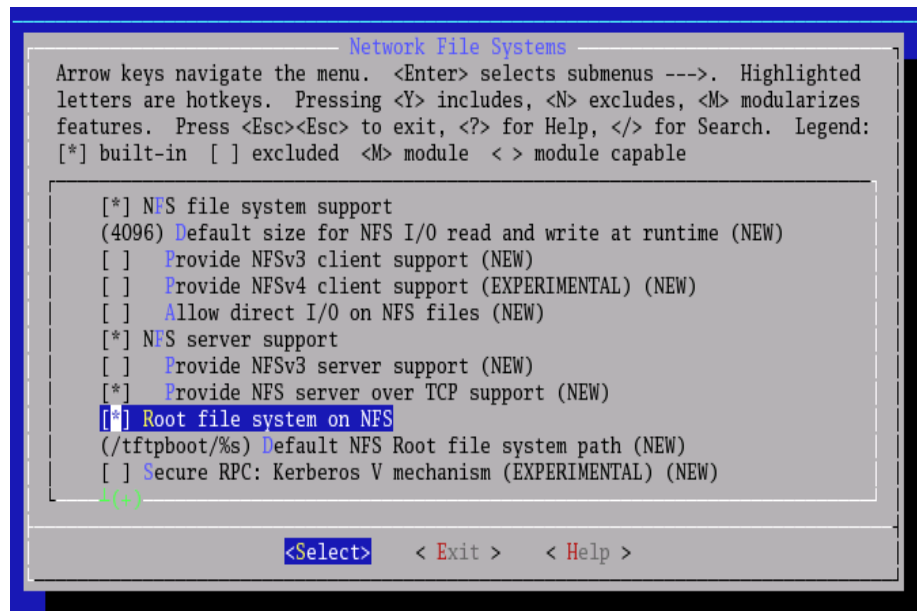 Network File Systems
Arrow keys navigate the menu.  <Enter> selects submenus --->.  Highlighted
letters are hotkeys.  Pressing <Y> includes, <N> excludes, <M> modularizes
features.  Press <Esc><Esc> to exit, <?> for Help, </> for Search.  Legend:
[*] built-in  [ ] excluded  <M> module  < > module capable
[*] NFS file system support
(4096) Default size for NFS I/O read and write at runtime (NEW)
[ ]   Provide NFSv3 client support (NEW)
[ ]   Provide NFSv4 client support (EXPERIMENTAL) (NEW)
[ ]   Allow direct I/O on NFS files (NEW)
[*] NFS server support
[ ]   Provide NFSv3 server support (NEW)
[*]   Provide NFS server over TCP support (NEW)
[*] Root file system on NFS
(/tftpboot/%s) Default NFS Root file system path (NEW)
[ ] Secure RPC: Kerberos V mechanism (EXPERIMENTAL) (NEW)
┴(+)
<Select>    < Exit >    < Help >